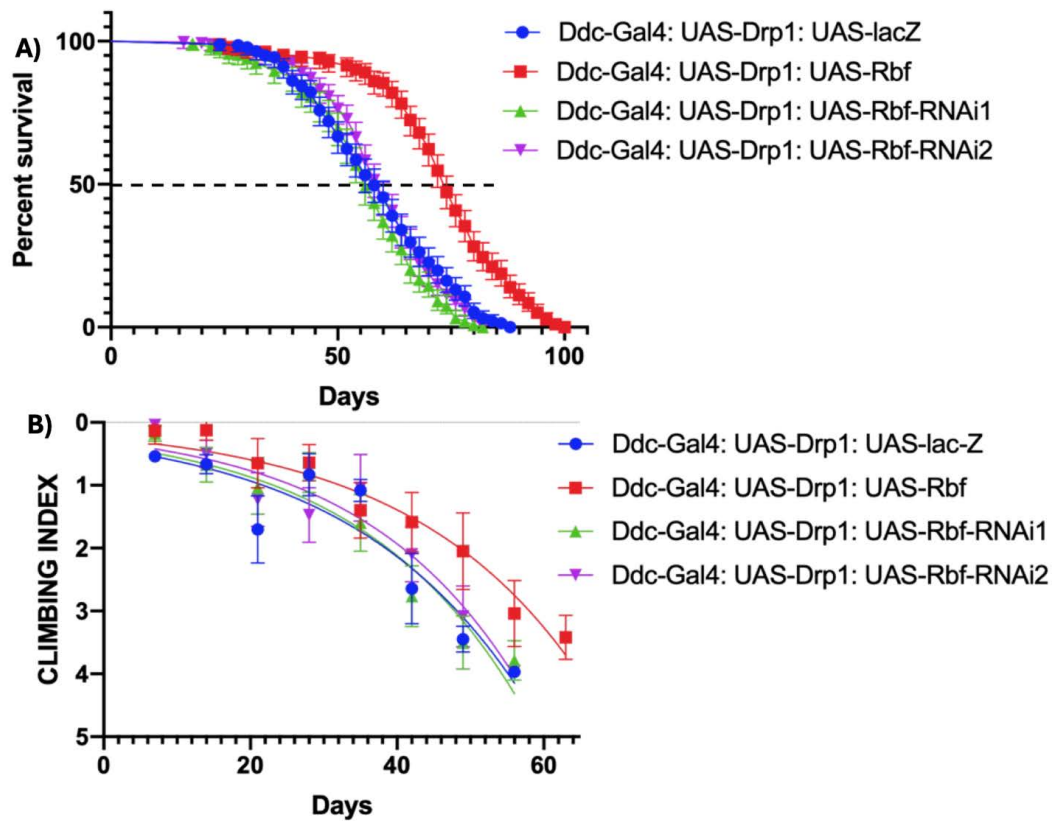 A)
Percent survival
100
50
0
0
50
100
Days
Ddc-Gal4: UAS-Drp1: UAS-lacZ
Ddc-Gal4: UAS-Drp1: UAS-Rbf
Ddc-Gal4: UAS-Drp1: UAS-Rbf-RNAi1
Ddc-Gal4: UAS-Drp1: UAS-Rbf-RNAi2
B)
CLIMBING INDEX
0
1
2
3
4
5
0
20
40
60
Days
Ddc-Gal4: UAS-Drp1: UAS-lac-Z
Ddc-Gal4: UAS-Drp1: UAS-Rbf
Ddc-Gal4: UAS-Drp1: UAS-Rbf-RNAi1
Ddc-Gal4: UAS-Drp1: UAS-Rbf-RNAi2